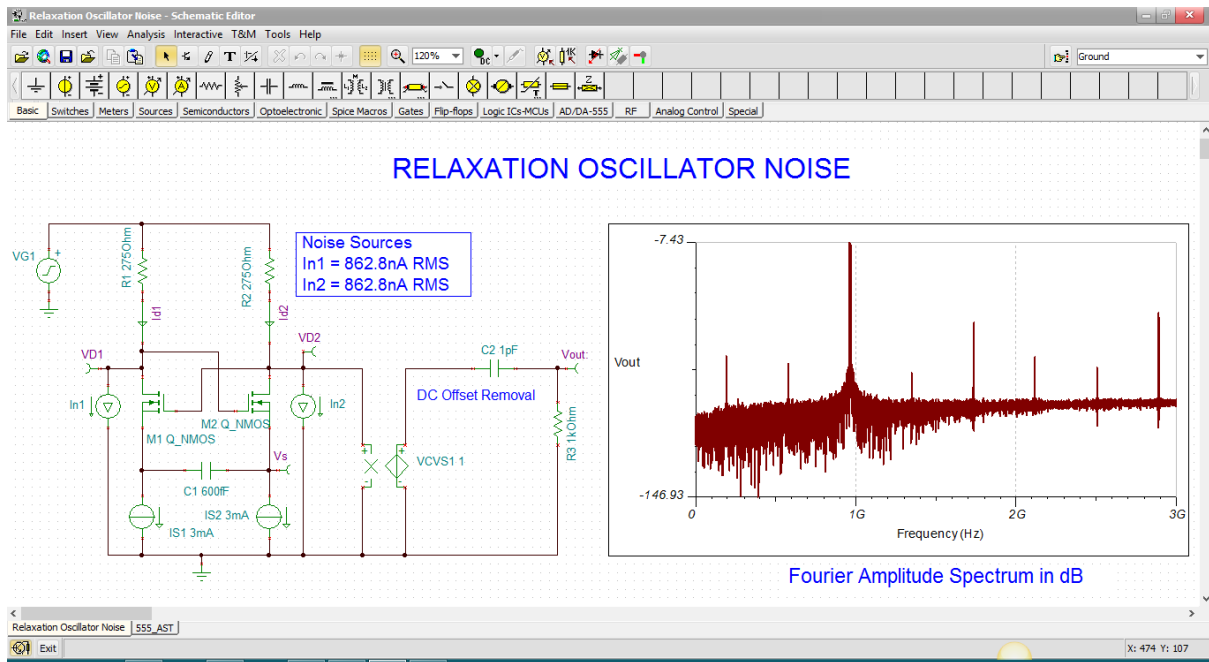 Relaxation Oscillator Noise - Schematic Editor
File Edit Insert View Analysis Interactive T&M Tools Help
T 120% DC 1K Ground
M Z
T
Basic Switches Meters Sources Semiconductors Optoelectronic Spice Macros Gates Flip-flops Logic ICs-MCUs AD/DA-555 RF Analog Control Special
RELAXATION OSCILLATOR NOISE
VG1
+
R1 275Ohm
R2 275Ohm
Noise Sources
In1 = 862.8nA RMS
In2 = 862.8nA RMS
Id1
Id2
VD1
VD2
C2 1pF
Vout:
In1
In2
DC Offset Removal
M2 Q_NMOS
M1 Q_NMOS
R3 1kOhm
Vs
VCVS1 1
+ +
- -
C1 600fF
IS2 3mA
IS1 3mA
-7.43
Vout
-146.93
0 1G 2G 3G
Frequency (Hz)
Fourier Amplitude Spectrum in dB
Relaxation Oscillator Noise 555_AST
Exit X: 474 Y: 107